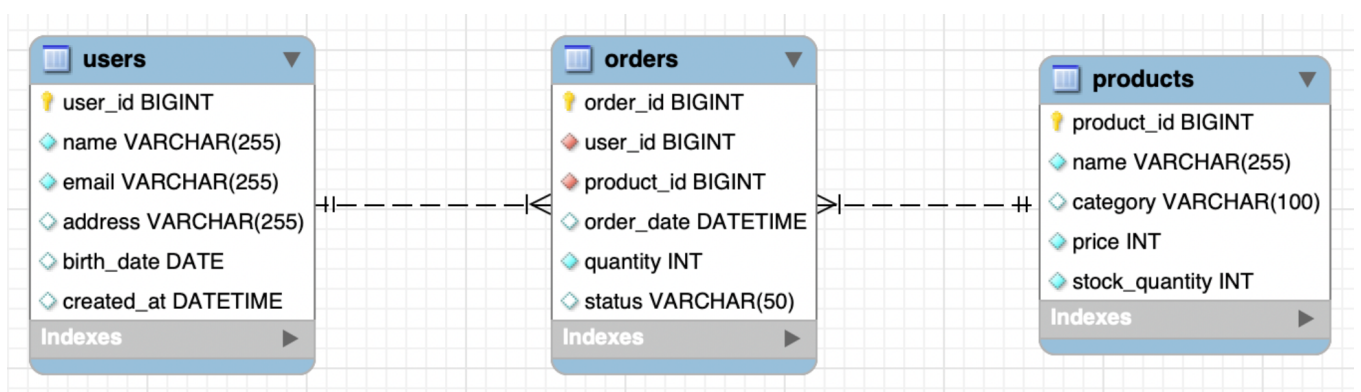 users
user_id BIGINT
name VARCHAR(255)
email VARCHAR(255)
address VARCHAR(255)
birth_date DATE
created_at DATETIME
Indexes
orders
order_id BIGINT
user_id BIGINT
product_id BIGINT
order_date DATETIME
quantity INT
status VARCHAR(50)
Indexes
products
product_id BIGINT
name VARCHAR(255)
category VARCHAR(100)
price INT
stock_quantity INT
Indexes